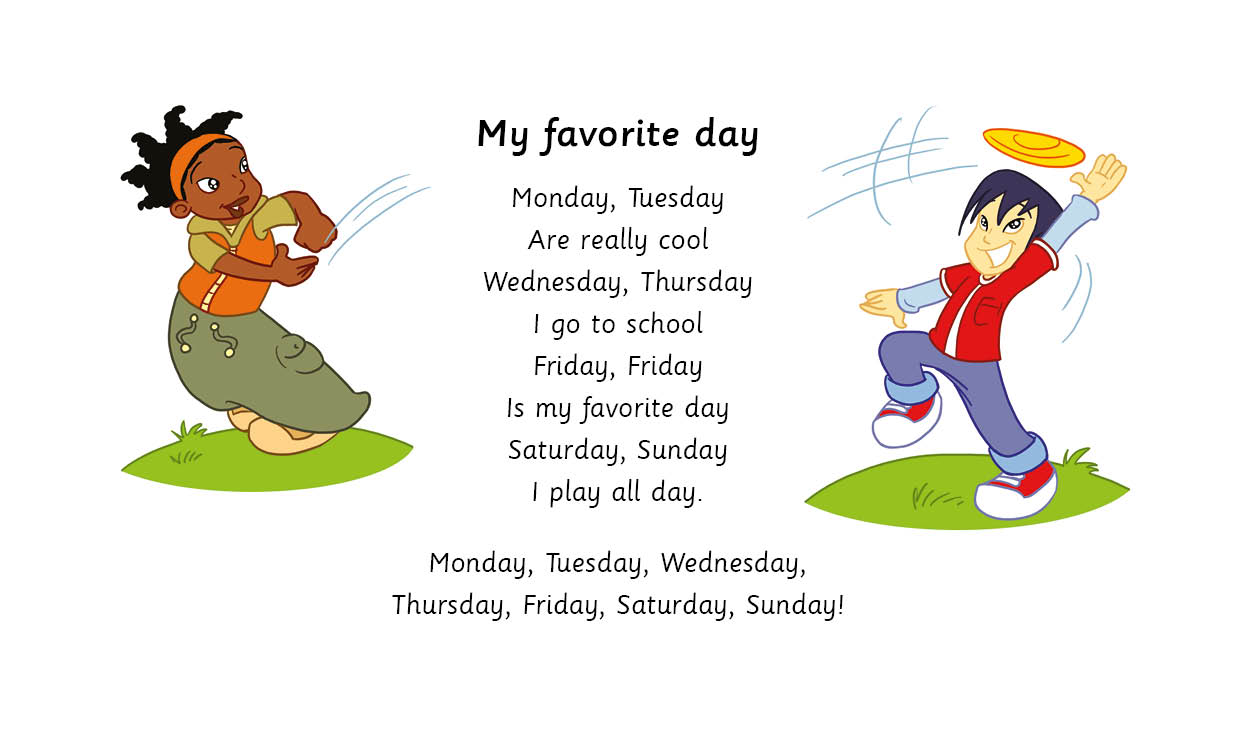 My favorite day
Monday, Tuesday
Are really cool
Wednesday, Thursday
I go to school
Friday, Friday
Is my favorite day
Saturday, Sunday
I play all day.
Monday, Tuesday, Wednesday,
Thursday, Friday, Saturday, Sunday!